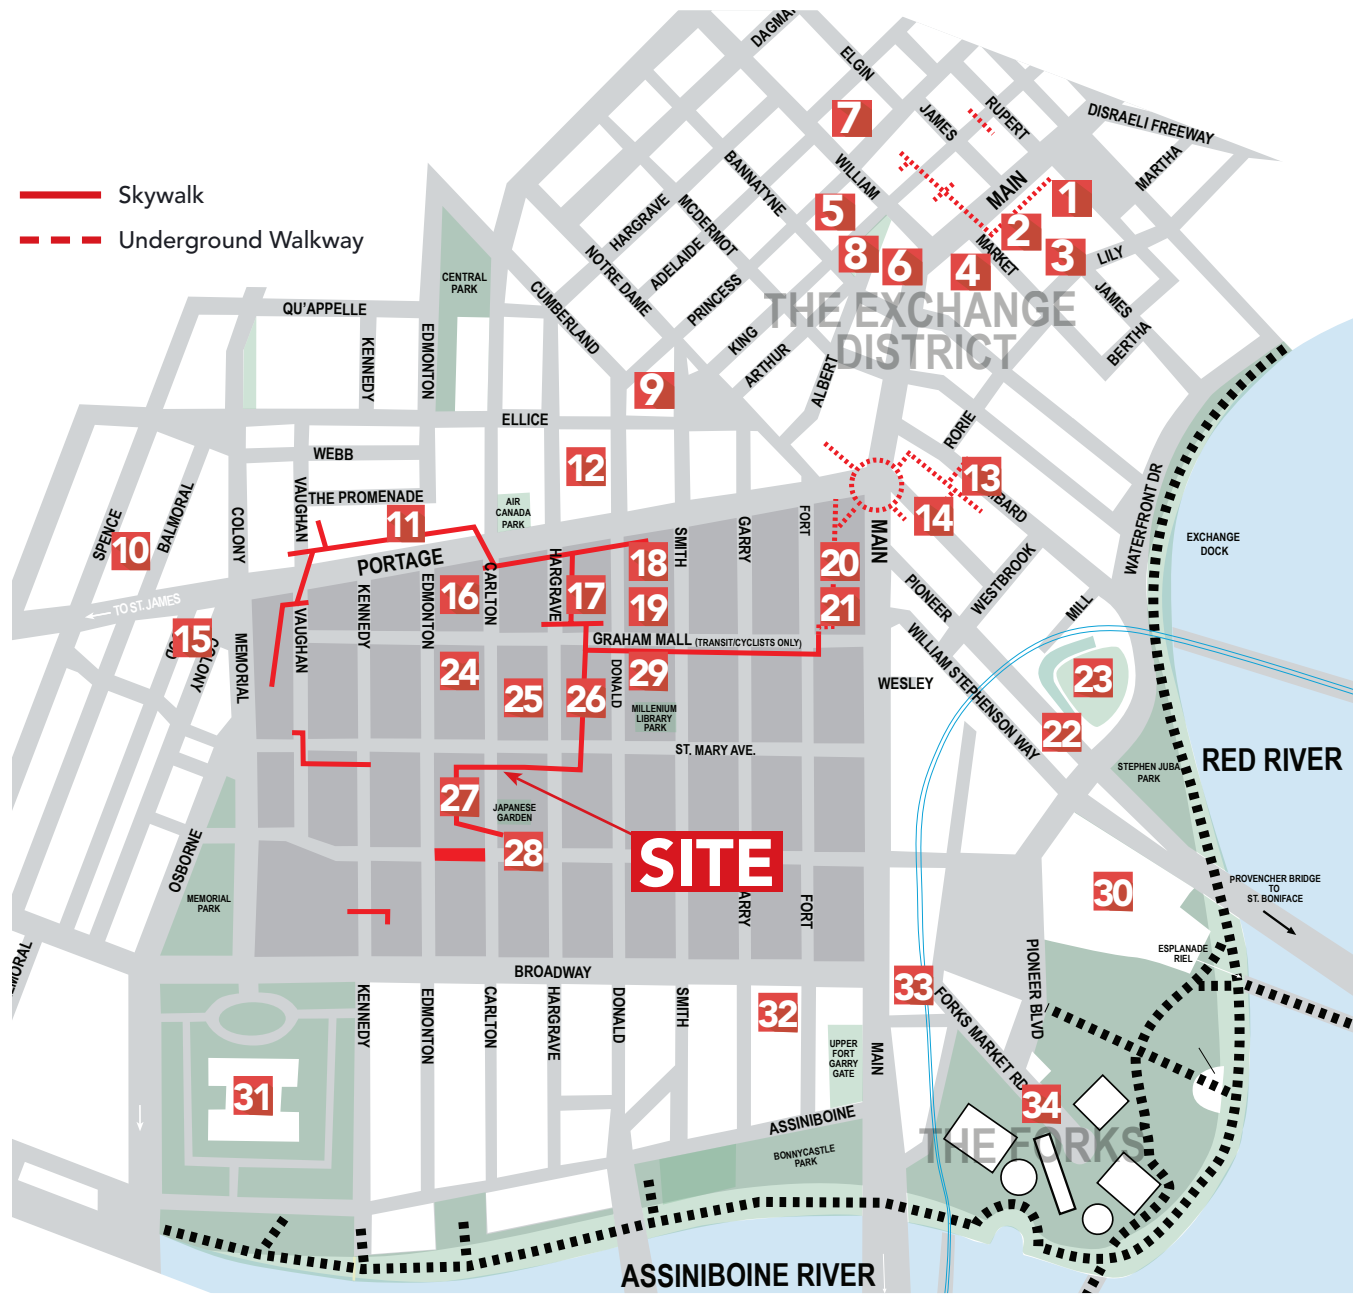 DAGMAR
ELGIN
JAMES
RUPERT
DISRAELI FREEWAY
MARTHA
7
WILLIAM
BANNATYNE
MAIN
1
Skywalk
HARGRAVE
MCDERMOT
5
2
Underground Walkway
8
6
4
MARKET
3
LILY
NOTRE DAME
ADELAIDE
CENTRAL
PARK
CUMBERLAND
PRINCESS
THE EXCHANGE
DISTRICT
JAMES
BERTHA
QU'APPELLE
KENNEDY
EDMONTON
KING
ARTHUR
ALBERT
9
ELLICE
RORIE
WEBB
12
13
VAUGHAN
THE PROMENADE
AIR
CANADA
PARK
11
14
MBARD
WATERFRONT DR
SPENCE
BALMORAL
COLONY
10
PORTAGE
SMITH
GARRY
FORT
MAIN
EXCHANGE
DOCK
HARGRAVE
18
20
CARLTON
EDMONTON
KENNEDY
16
17
19
21
PIONEER
WESTBROOK
MILL
TO ST. JAMES
15
COLONY
MEMORIAL
VAUGHAN
GRAHAM MALL (TRANSIT/CYCLISTS ONLY)
WILLIAM STEPHENSON WAY
24
25
26
DONALD
29
WESLEY
23
MILLENIUM
LIBRARY
PARK
22
ST. MARY AVE.
RED RIVER
STEPHEN JUBA
PARK
27
JAPANESE
GARDEN
28
SITE
OSBORNE
MEMORIAL
PARK
ARRY
FORT
30
PROVENCHER BRIDGE
TO
ST. BONIFACE
MORAL
ESPLANADE
RIEL
BROADWAY
PIONEER BLVD
33
KENNEDY
EDMONTON
CARLTON
HARGRAVE
DONALD
SMITH
32
FORKS MARKET RD
UPPER
FORT
GARRY
GATE
MAIN
31
34
ASSINIBOINE
THE FORKS
BONNYCASTLE
PARK
ASSINIBOINE RIVER